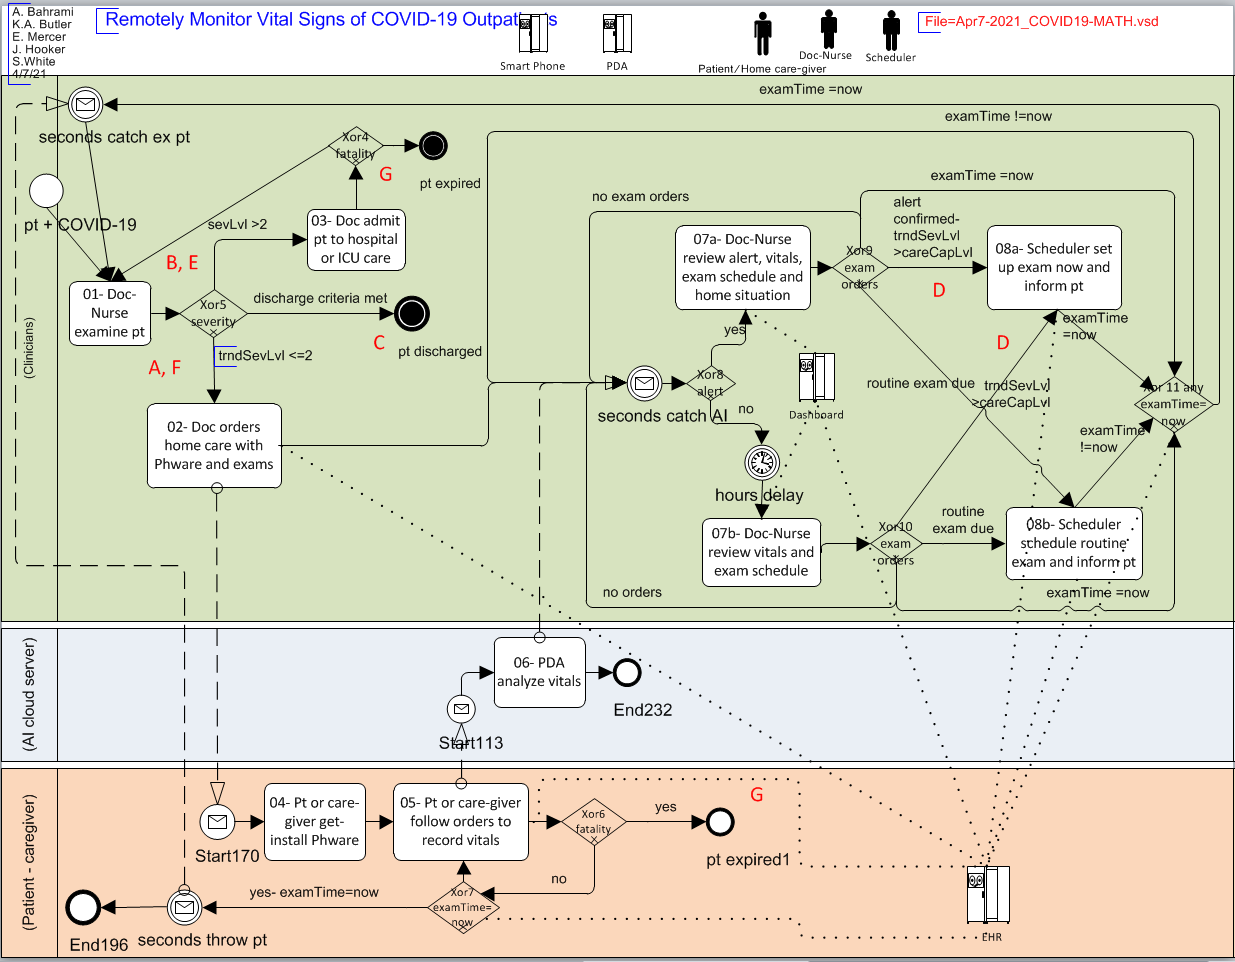 A. Bahrami
K.A. Butler
E. Mercer
J. Hooker
S.White
4/7/21
Remotely Monitor Vital Signs of COVID-19 Outpatients
Smart Phone
PDA
Patient/Home care-giver
Doc-Nurse
Scheduler
File=Apr7-2021_COVID19-MATH.vsd
(Clinicians)
seconds catch ex pt
examTime =now
examTime !=now
pt + COVID-19
Xor4
fatality
G
pt expired
sevLvl >2
03- Doc admit
pt to hospital
or ICU care
B, E
01- Doc-
Nurse
examine pt
Xor5
severity
discharge criteria met
C
pt discharged
A, F
trndSevLvl <=2
02- Doc orders
home care with
Phware and exams
no exam orders
examTime =now
07a- Doc-Nurse
review alert, vitals,
exam schedule and
home situation
Xor9
exam
orders
alert
confirmed-
trndSevLvl
>careCapLvl
D
08a- Scheduler set
up exam now and
inform pt
examTime
=now
D
yes
Xor8
alert
seconds catch AI
no
Dashboard
routine exam due
trndSevLvl
>careCapLvl
Xor 11 any
examTime=
now
examTime
!=now
hours delay
07b- Doc-Nurse
review vitals and
exam schedule
Xor10
exam
orders
routine
exam due
08b- Scheduler
schedule routine
exam and inform pt
no orders
examTime =now
(AI cloud server)
06- PDA
analyze vitals
End232
Start113
(Patient - caregiver)
04- Pt or care-
giver get-
install Phware
05- Pt or care-giver
follow orders to
record vitals
Xor6
fatality
yes
G
pt expired1
Start170
no
yes- examTime=now
Xor7
examTime=
now
End196
seconds throw pt
EHR